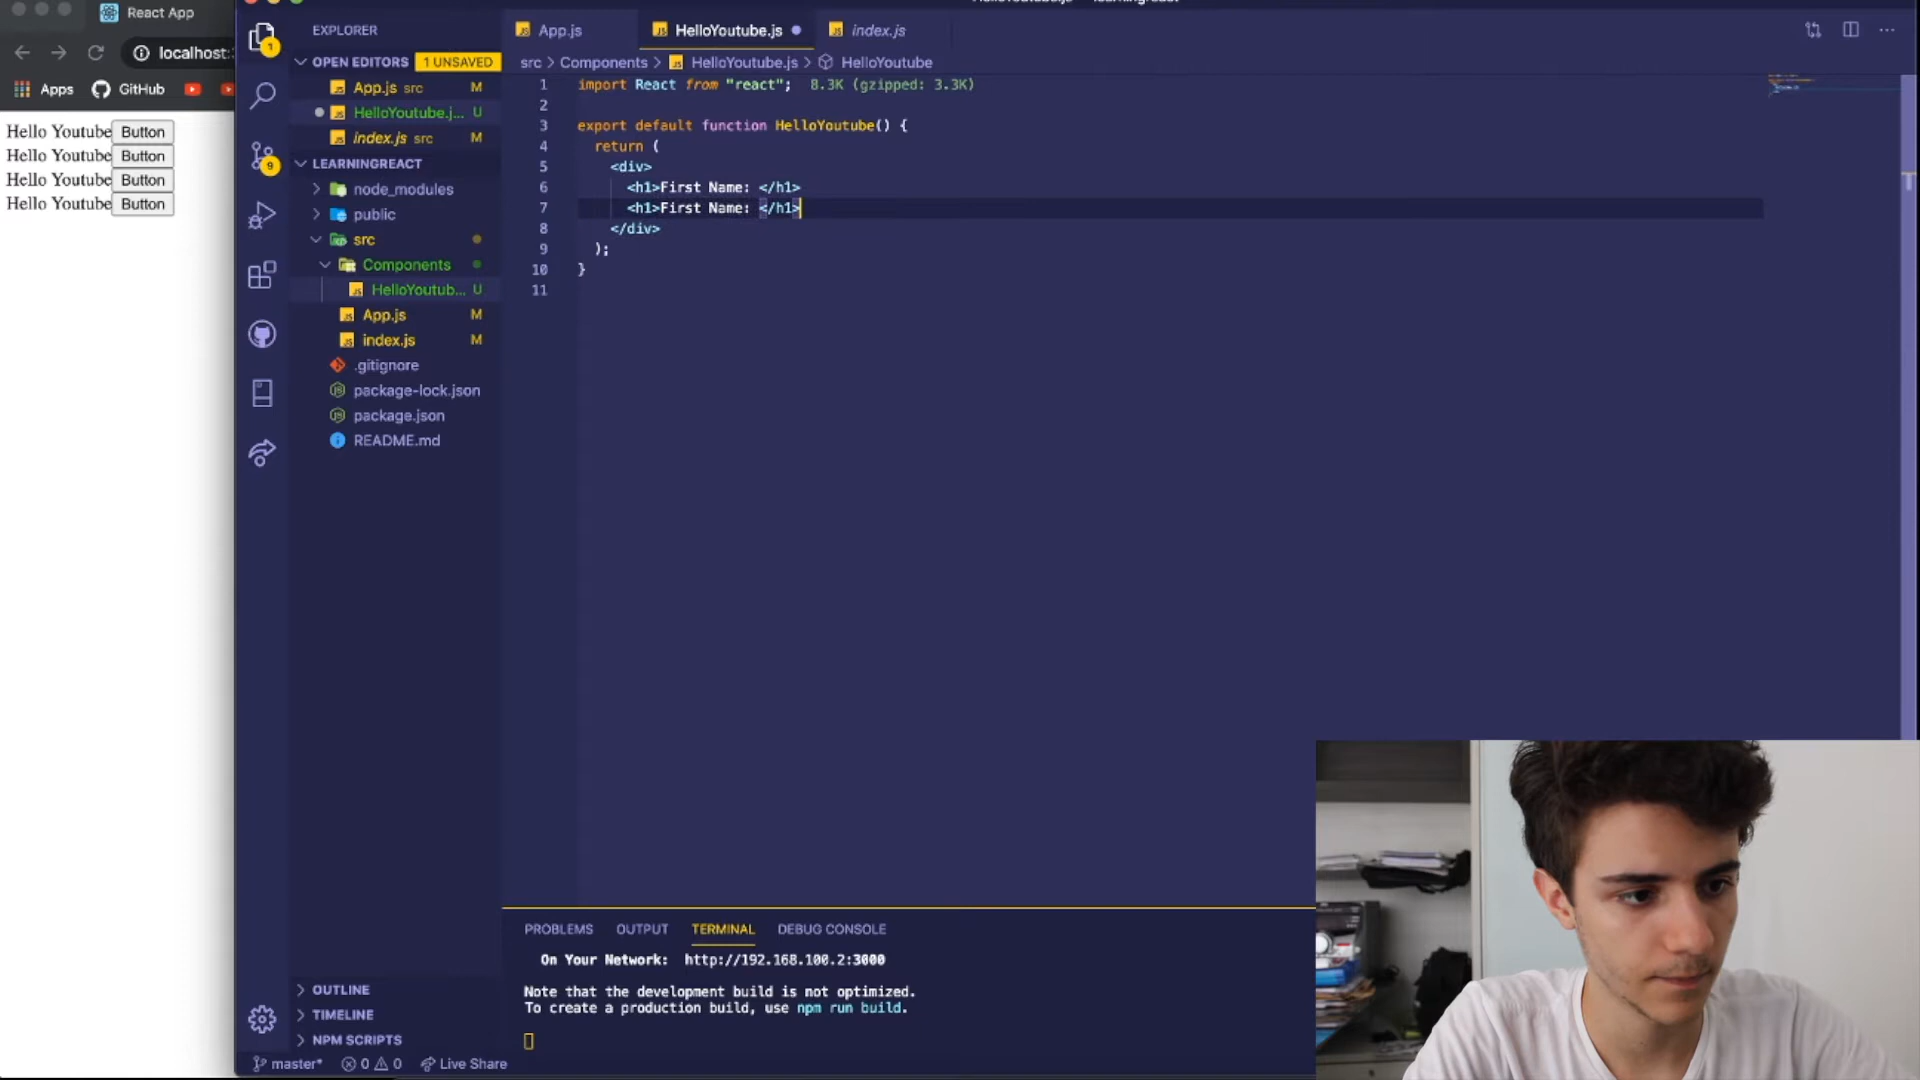 React App
localhost:
Apps
GitHub
Hello Youtube Button
Hello Youtube Button
Hello Youtube Button
Hello Youtube Button
1
9
EXPLORER
OPEN EDITORS 1 UNSAVED
App.js src M
HelloYoutube.j... U
index.js src M
LEARNINGREACT
node_modules
public
src
Components
HelloYoutub... U
App.js M
index.js M
.gitignore
package-lock.json
package.json
README.md
OUTLINE
TIMELINE
NPM SCRIPTS
master* 0 0 Live Share
App.js HelloYoutube.js index.js
src > Components > HelloYoutube.js > HelloYoutube
1 import React from "react"; 8.3K (gzipped: 3.3K)
2
3 export default function HelloYoutube() {
4 return (
5 <div>
6 <h1>First Name: </h1>
7 <h1>First Name: </h1>
8 </div>
9 );
10 }
11
PROBLEMS OUTPUT TERMINAL DEBUG CONSOLE
On Your Network: http://192.168.100.2:3000
Note that the development build is not optimized.
To create a production build, use npm run build.